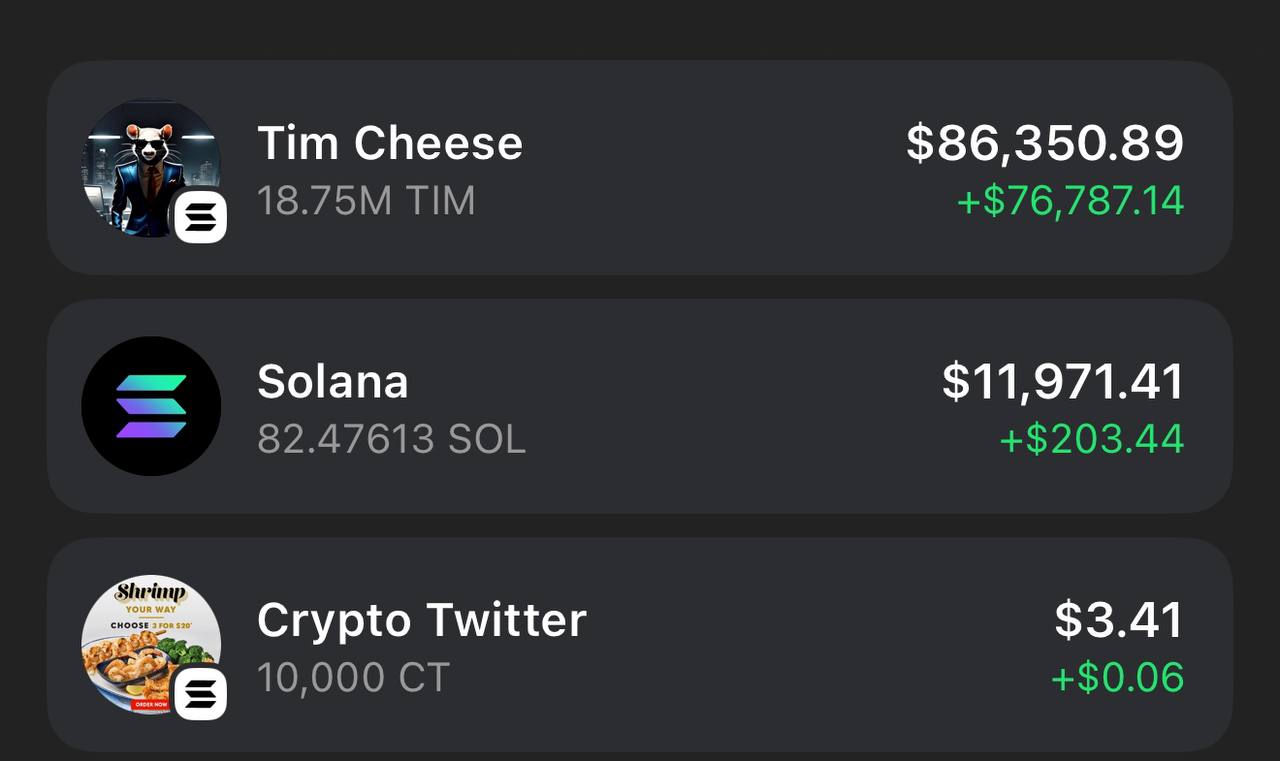 Tim Cheese
$86,350.89
18.75M TIM
+$76,787.14
Solana
$11,971.41
82.47613 SOL
+$203.44
Shrimp
YOUR WAY
CHOOSE 3 FOR $20*
ORDER NOW
Crypto Twitter
$3.41
10,000 CT
+$0.06